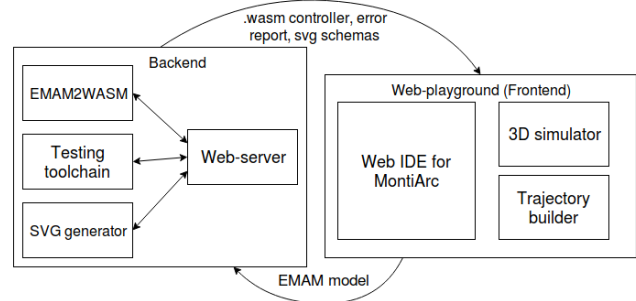 .wasm controller, error
report, svg schemas
Backend
EMAM2WASM
Testing
toolchain
SVG generator
Web-server
Web-playground (Frontend)
Web IDE for
MontiArc
3D simulator
Trajectory
builder
EMAM model